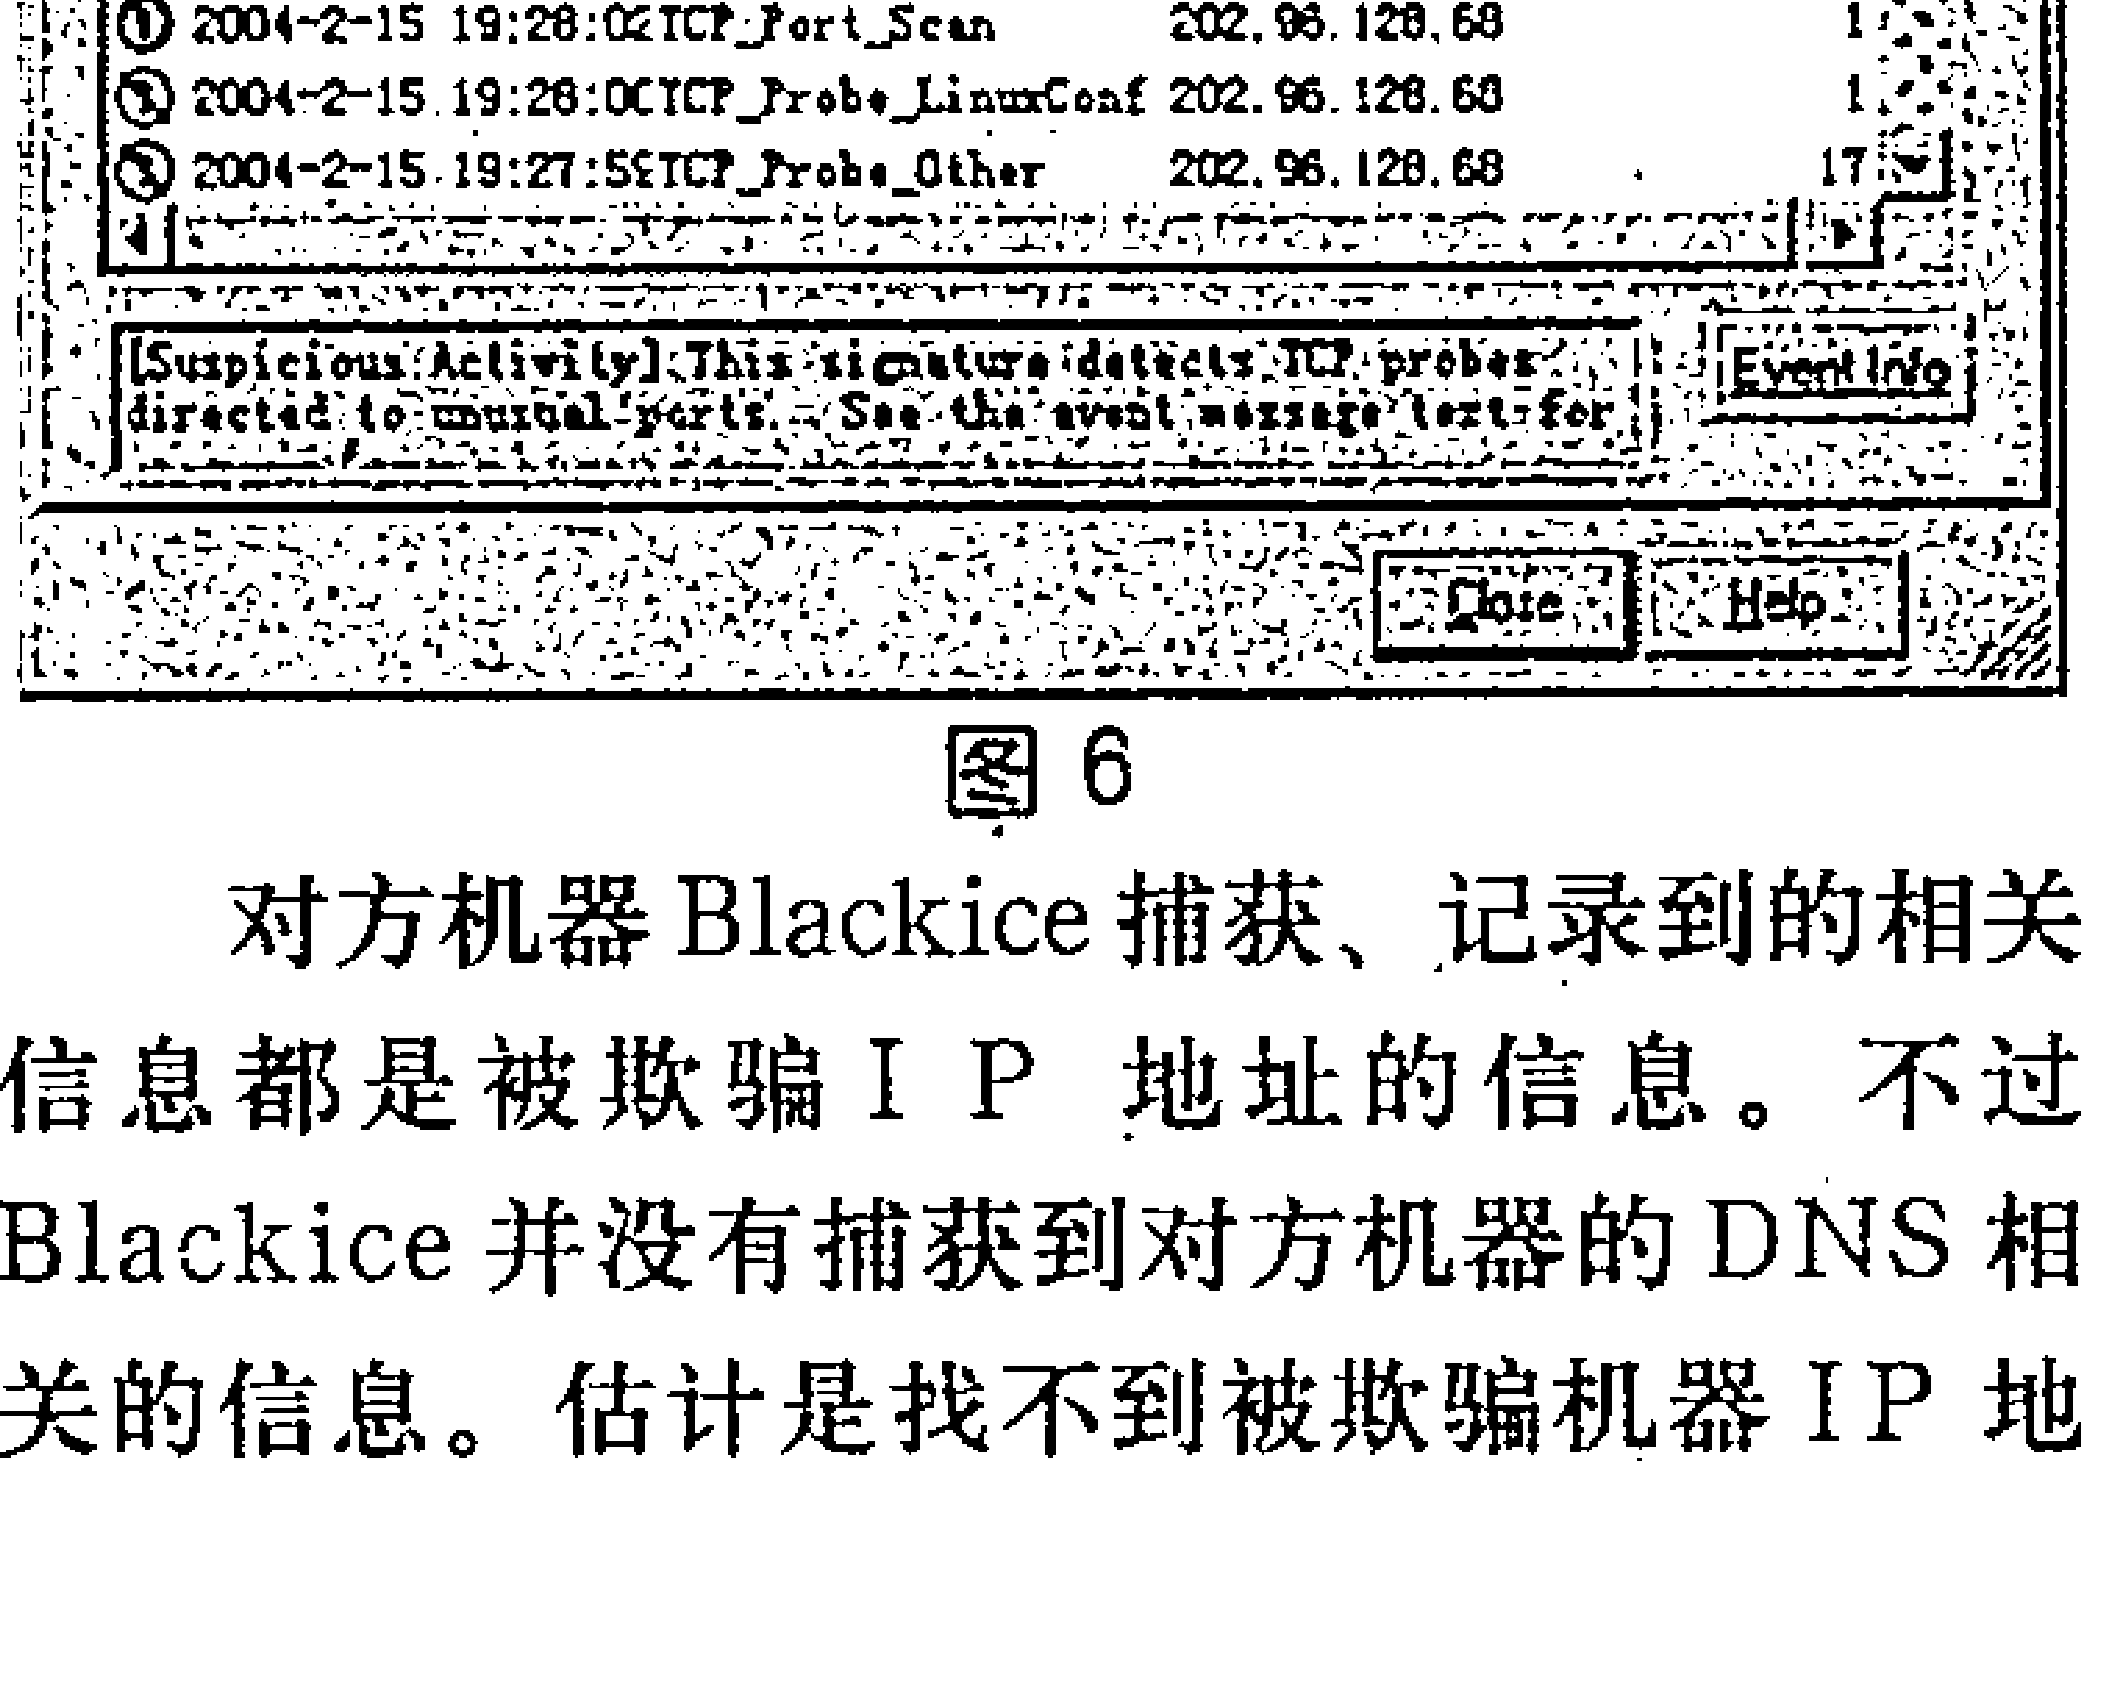 2004-2-15 19:28:02 TCP_Port_Scan 202.96.128.68 1
2004-2-15 19:28:00 TCP_Probe_LinuxConf 202.96.128.68 1
2004-2-15 19:27:59 TCP_Probe_Other 202.96.128.68 17
[Suspicious Activity] This signature detects TCP probes
directed to unusual ports. See the event message text for
Event Info
Close Help
图 6
对方机器 Blackice 捕获、记录到的相关
信息都是被欺骗 I P 地址的信息。不过
Blackice 并没有捕获到对方机器的 DNS 相
关的信息。估计是找不到被欺骗机器 IP 地